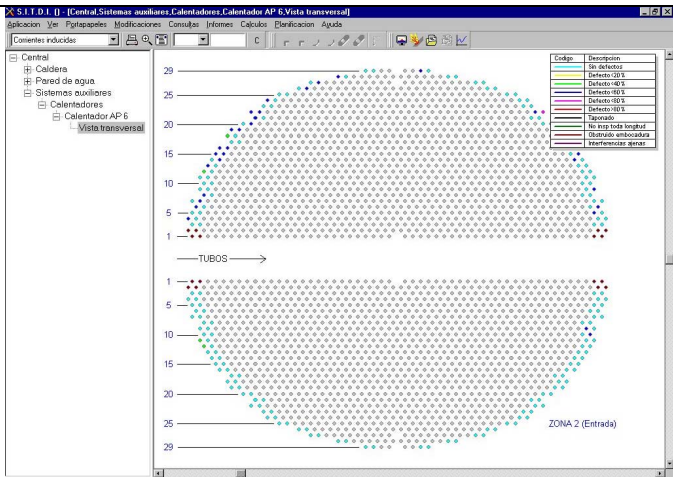 S.I.T.D.I. [] - [Central,Sistemas auxiliares,Calentadores,Calentador AP 6,Vista transversal]
Aplicacion Ver Portapapeles Modificaciones Consultas Informes Calculos Planificacion Ayuda
Corrientes inducidas
C
Central
Caldera
Pared de agua
Sistemas auxiliares
Calentadores
Calentador AP 6
Vista transversal
Codigo Descripcion
Sin defectos
Defecto<20%
Defecto<40%
Defecto<60%
Defecto<80%
Defecto>80%
Taponado
No insp toda longitud
Obstruido embocadura
Interferencias ajenas
29
25
20
15
10
5
1
TUBOS
1
5
10
15
20
25
29
ZONA 2 (Entrada)